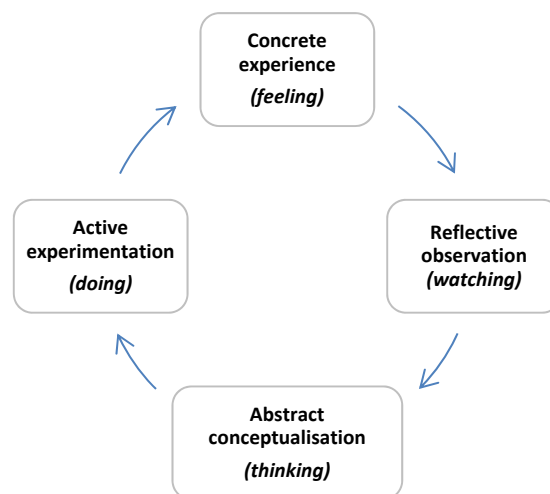 Concrete
experience
(feeling)
Reflective
observation
(watching)
Abstract
conceptualisation
(thinking)
Active
experimentation
(doing)